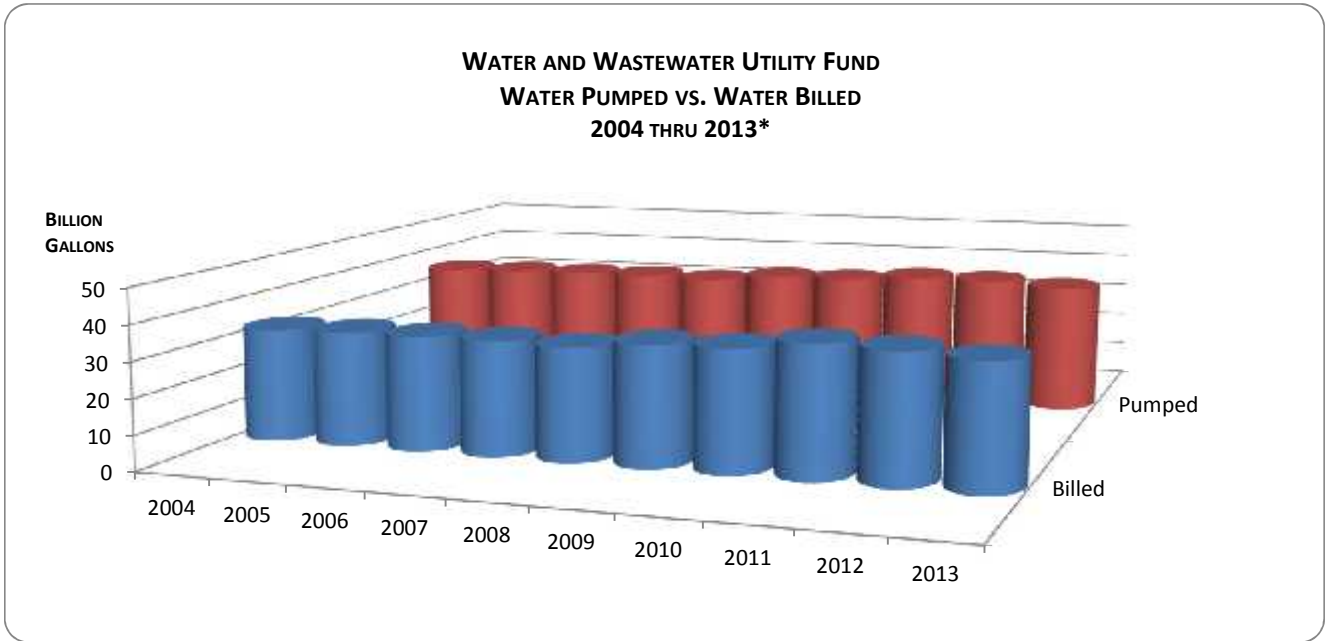 WATER AND WASTEWATER UTILITY FUND
WATER PUMPED VS. WATER BILLED
2004 THRU 2013*
BILLION
GALLONS
50
40
30
20
10
0
2004
2005
2006
2007
2008
2009
2010
2011
2012
2013
Pumped
Billed